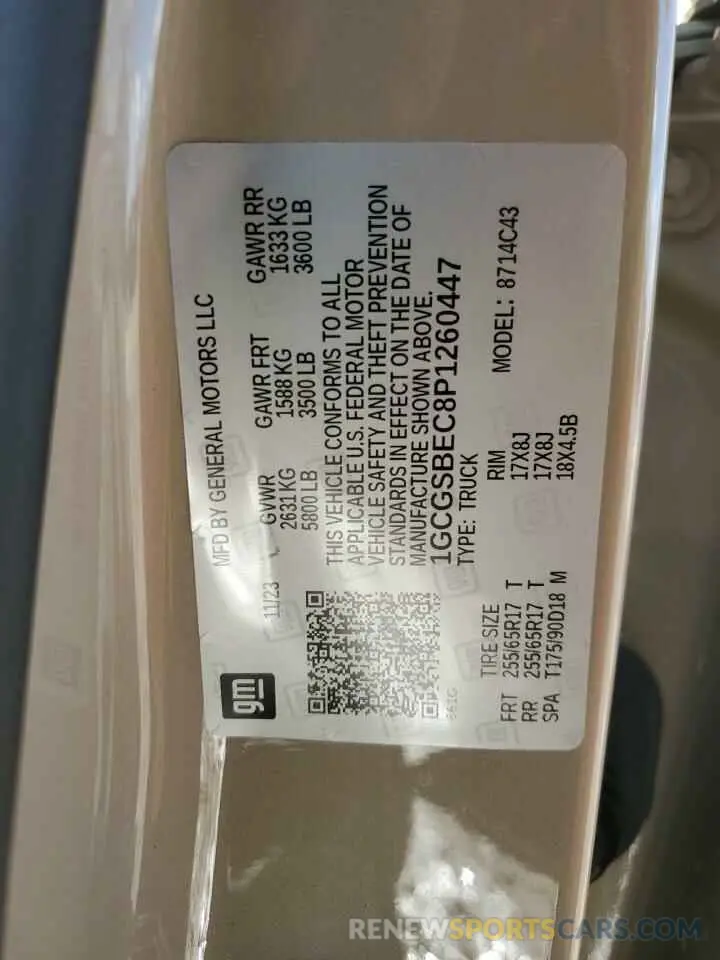 MFD BY GENERAL MOTORS LLC
11/23
GVWR GAWR FRT GAWR RR
2631 KG 1588 KG 1633 KG
5800 LB 3500 LB 3600 LB
THIS VEHICLE CONFORMS TO ALL
APPLICABLE U.S. FEDERAL MOTOR
VEHICLE SAFETY AND THEFT PREVENTION
STANDARDS IN EFFECT ON THE DATE OF
MANUFACTURE SHOWN ABOVE.
1GCGSBEC8P1260447
TYPE: TRUCK MODEL: 8714C43
gm
TIRE SIZE RIM
FRT 255/65R17 T 17X8J
RR 255/65R17 T 17X8J
SPA T175/90D18 M 18X4.5B
RENEWSPORTSCARS.COM